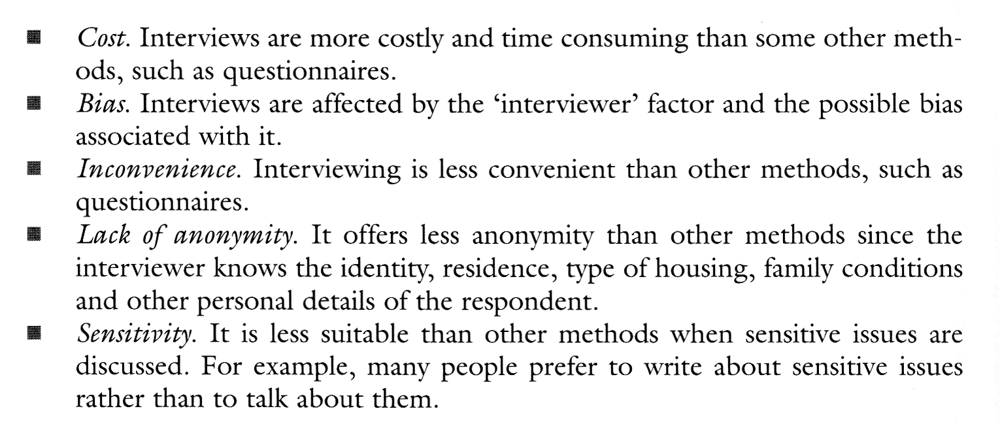 ■ Cost. Interviews are more costly and time consuming than some other meth-
ods, such as questionnaires.
■ Bias. Interviews are affected by the ‘interviewer’ factor and the possible bias
associated with it.
■ Inconvenience. Interviewing is less convenient than other methods, such as
questionnaires.
■ Lack of anonymity. It offers less anonymity than other methods since the
interviewer knows the identity, residence, type of housing, family conditions
and other personal details of the respondent.
■ Sensitivity. It is less suitable than other methods when sensitive issues are
discussed. For example, many people prefer to write about sensitive issues
rather than to talk about them.